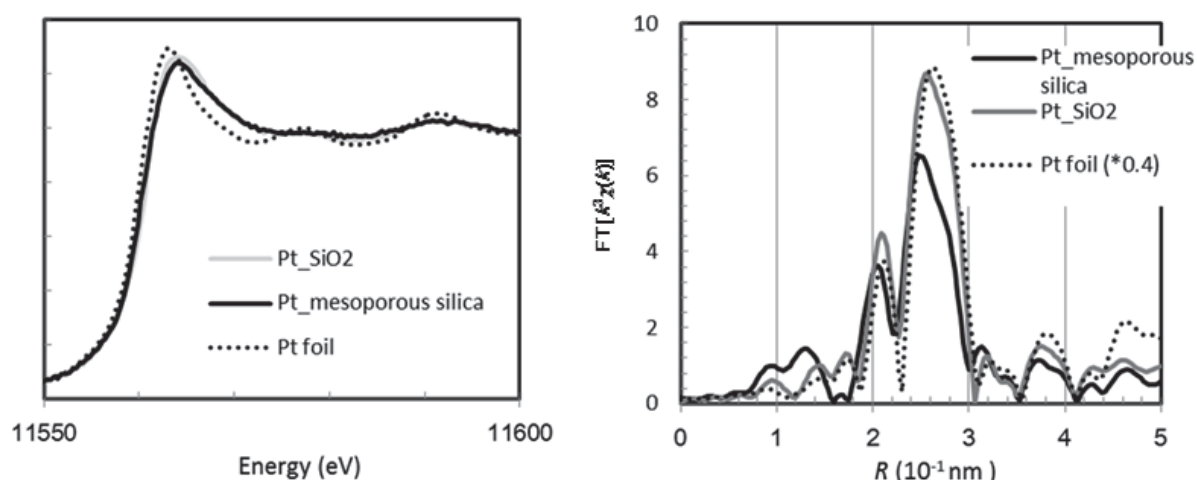 Pt_SiO2
Pt_mesoporous silica
Pt foil
11550
11600
Energy (eV)
10
8
6
4
2
0
FT[k³χ(k)]
Pt_mesoporous
silica
Pt_SiO2
Pt foil (*0.4)
0
1
2
3
4
5
R (10⁻¹ nm )